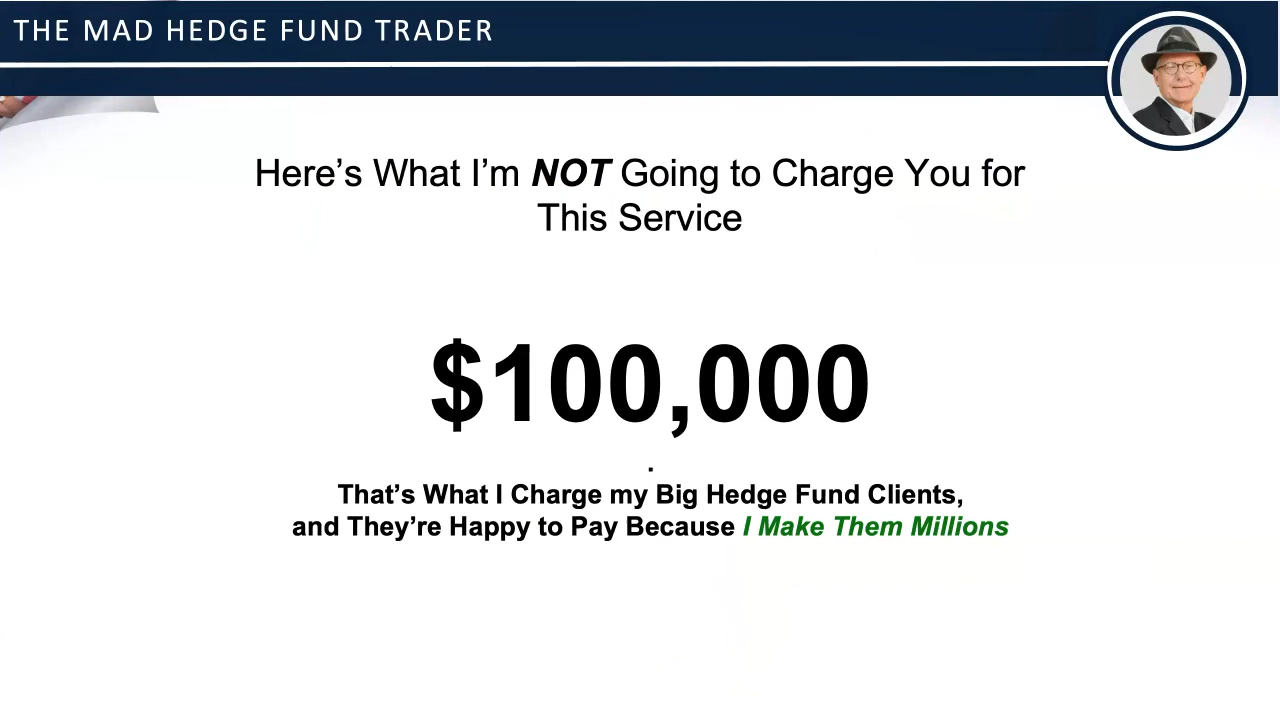 THE MAD HEDGE FUND TRADER
Here’s What I’m NOT Going to Charge You for
This Service
$100,000
.
That’s What I Charge my Big Hedge Fund Clients,
and They’re Happy to Pay Because I Make Them Millions